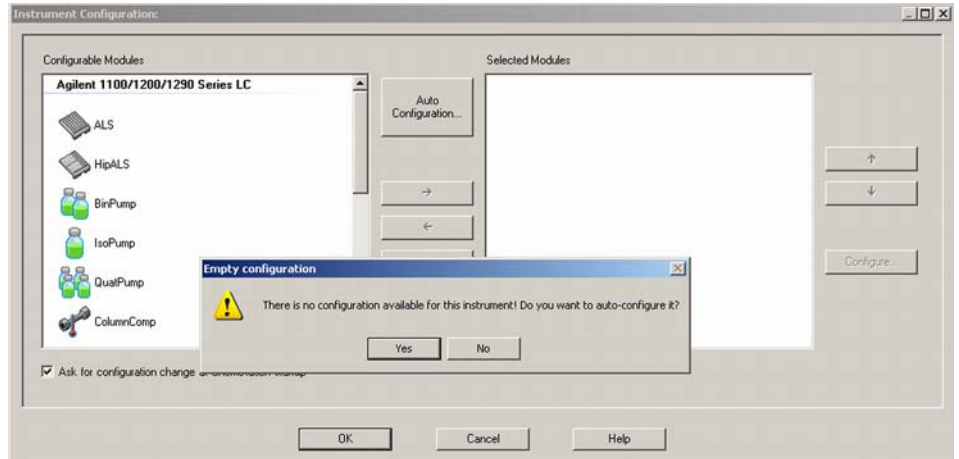 Instrument Configuration:
Configurable Modules
Selected Modules
Agilent 1100/1200/1290 Series LC
ALS
HipALS
BinPump
IsoPump
QuatPump
ColumnComp
Auto
Configuration...
→
←
↑
↓
Configure...
Empty configuration
There is no configuration available for this instrument! Do you want to auto-configure it?
Yes
No
Ask for configuration change
OK
Cancel
Help